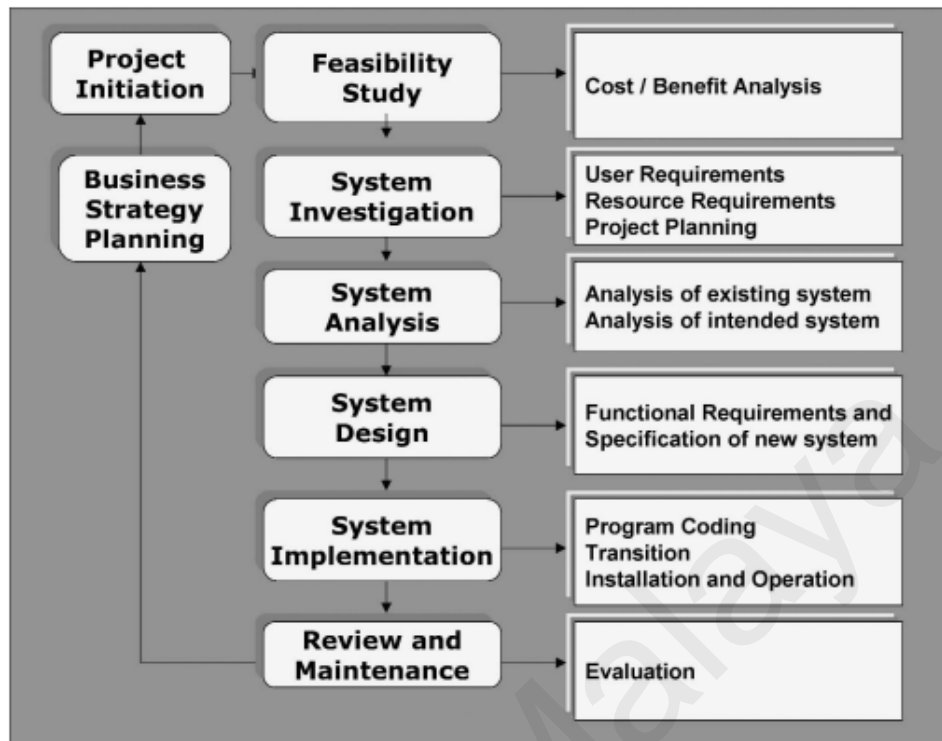 Project
Initiation
Feasibility
Study
Cost / Benefit Analysis
Business
Strategy
Planning
System
Investigation
User Requirements
Resource Requirements
Project Planning
System
Analysis
Analysis of existing system
Analysis of intended system
System
Design
Functional Requirements and
Specification of new system
System
Implementation
Program Coding
Transition
Installation and Operation
Review and
Maintenance
Evaluation
Malaya